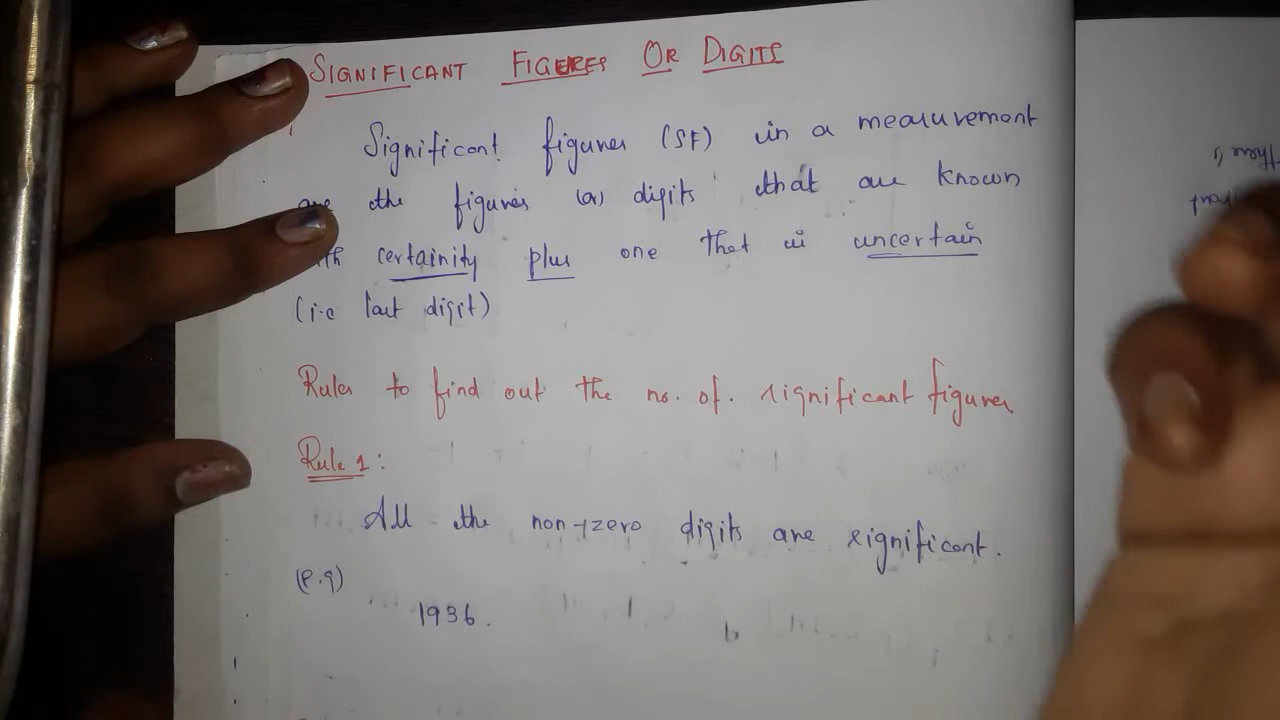 SIGNIFICANT FIGURES OR DIGITS
Significant figures (SF) in a measurement
are the figures (or) digits that are known
certainity plus one that is uncertain
(i.e last digit)
Rules to find out the no. of. significant figures
Rule 1:
All the non-zero digits are significant.
(e.g)
1936.